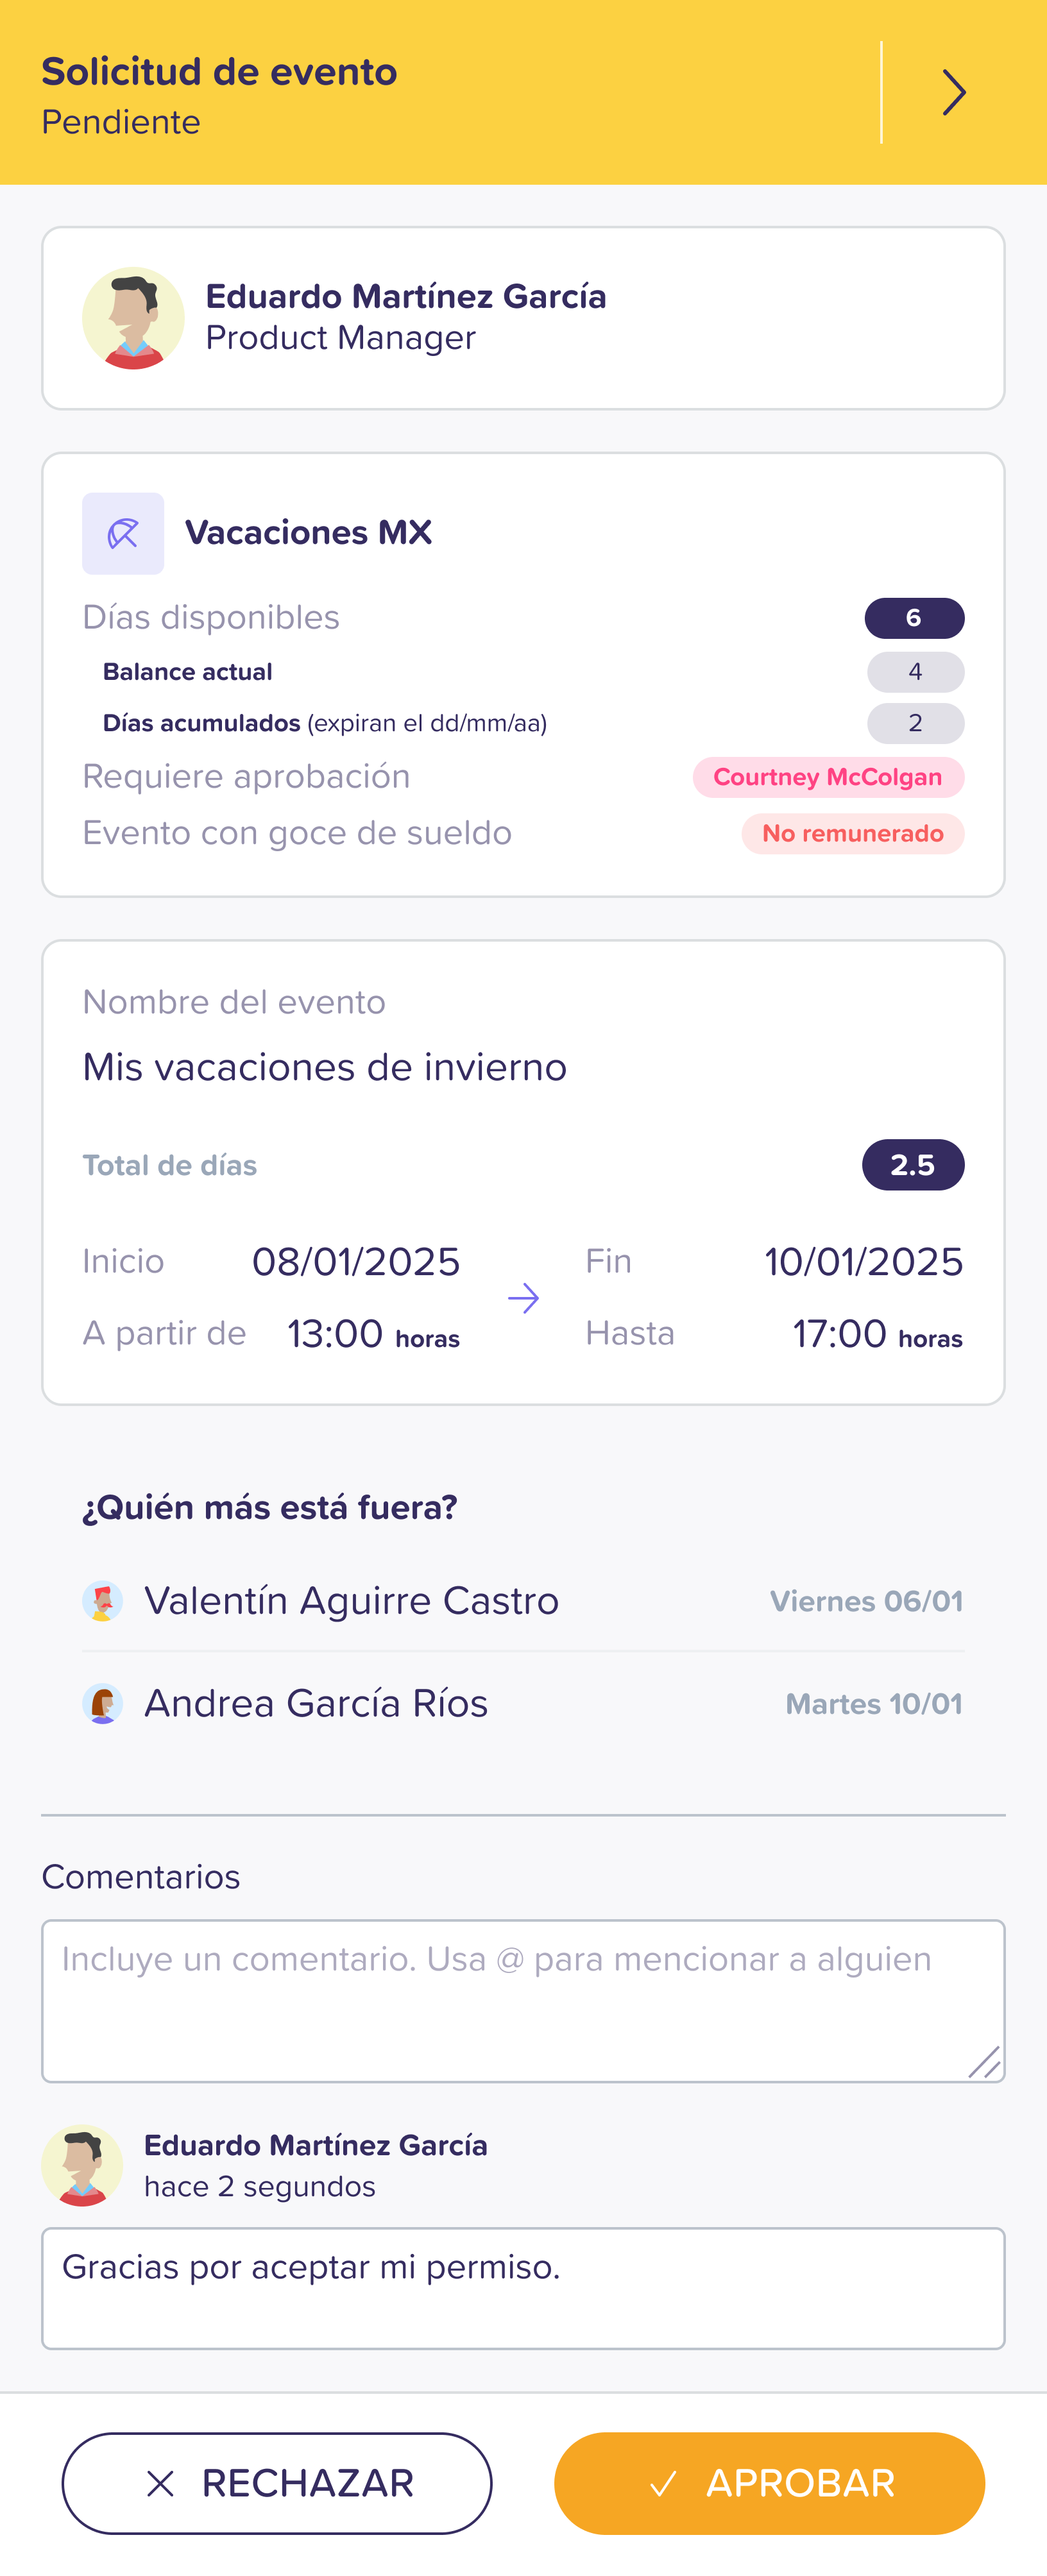 Solicitud de evento
Pendiente
Eduardo Martínez García
Product Manager
Vacaciones MX
Días disponibles 6
Balance actual 4
Días acumulados (expiran el dd/mm/aa) 2
Requiere aprobación Courtney McColgan
Evento con goce de sueldo No remunerado
Nombre del evento
Mis vacaciones de invierno
Total de días 2.5
Inicio 08/01/2025 Fin 10/01/2025
A partir de 13:00 horas Hasta 17:00 horas
¿Quién más está fuera?
Valentín Aguirre Castro Viernes 06/01
Andrea García Ríos Martes 10/01
Comentarios
Incluye un comentario. Usa @ para mencionar a alguien
Eduardo Martínez García
hace 2 segundos
Gracias por aceptar mi permiso.
RECHAZAR APROBAR